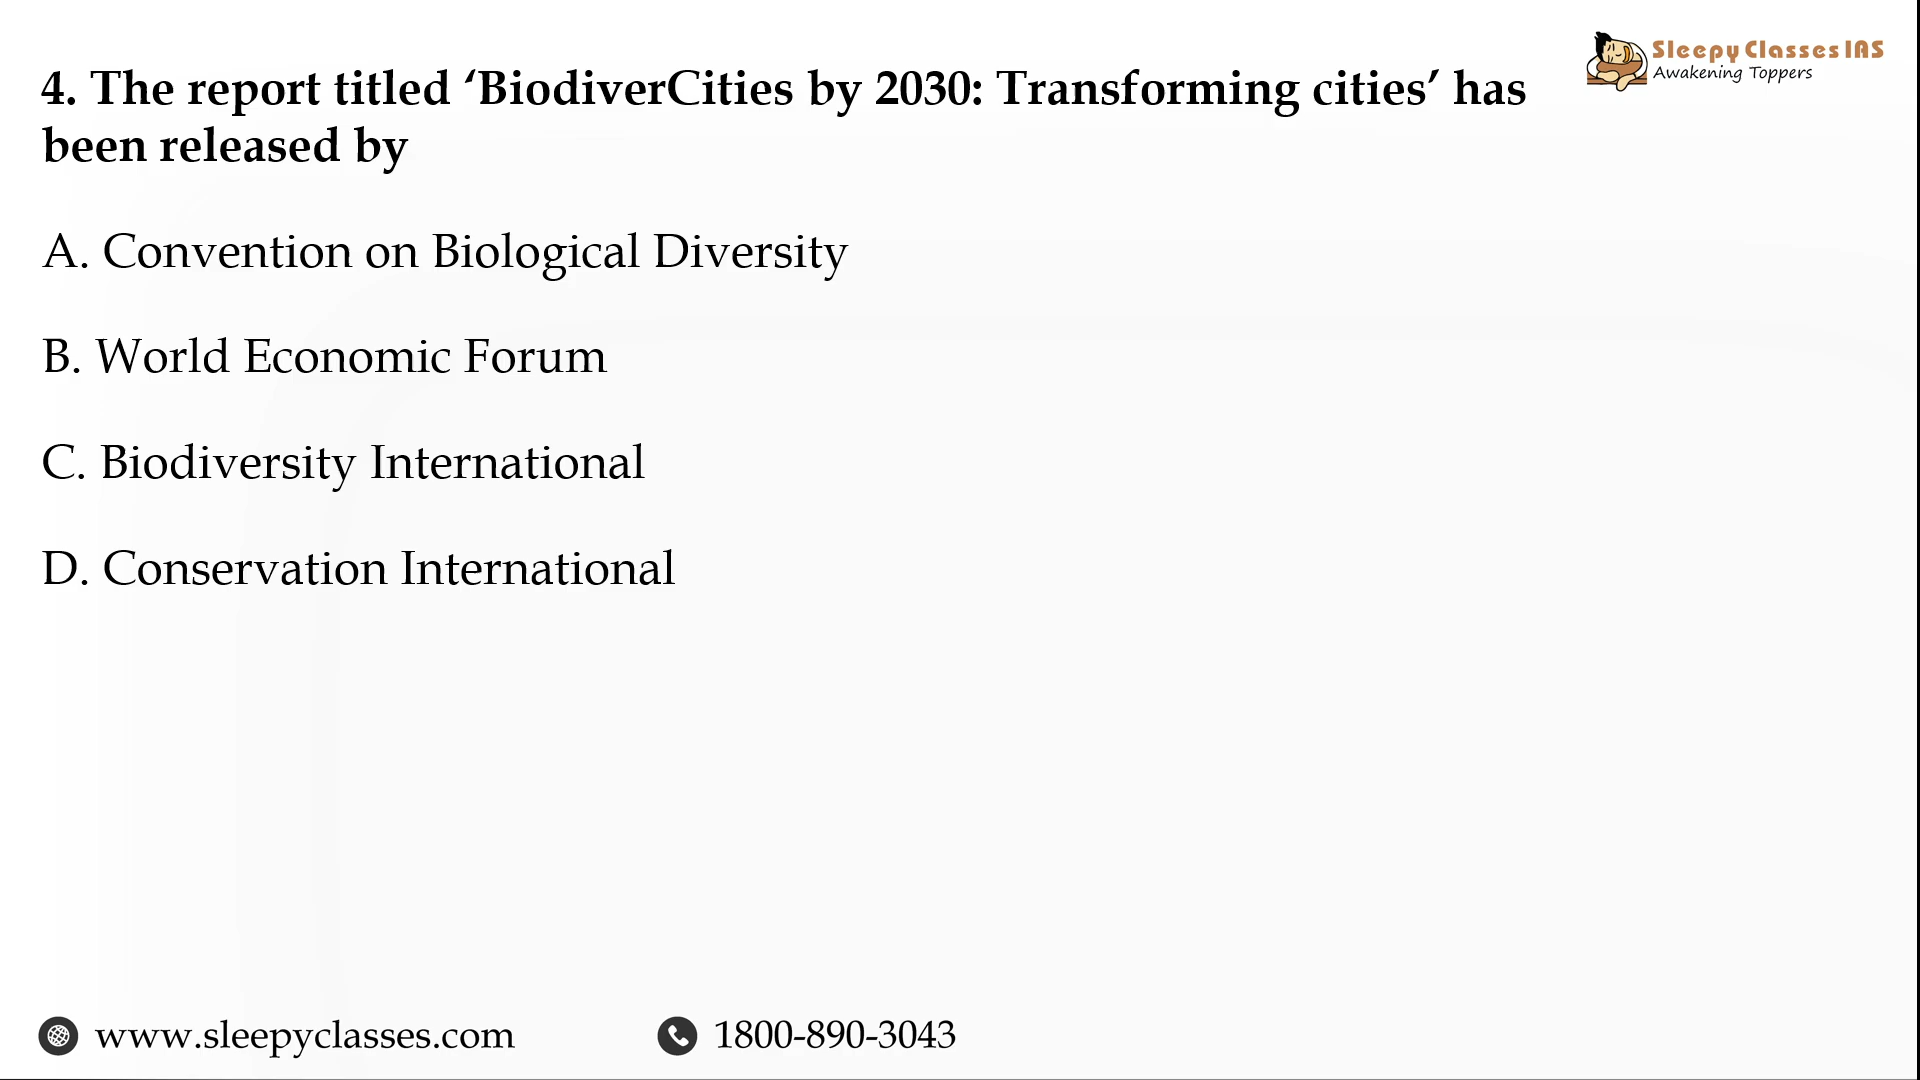 Sleepy Classes IAS
Awakening Toppers
4. The report titled ‘BiodiverCities by 2030: Transforming cities’ has
been released by
A. Convention on Biological Diversity
B. World Economic Forum
C. Biodiversity International
D. Conservation International
www.sleepyclasses.com
1800-890-3043